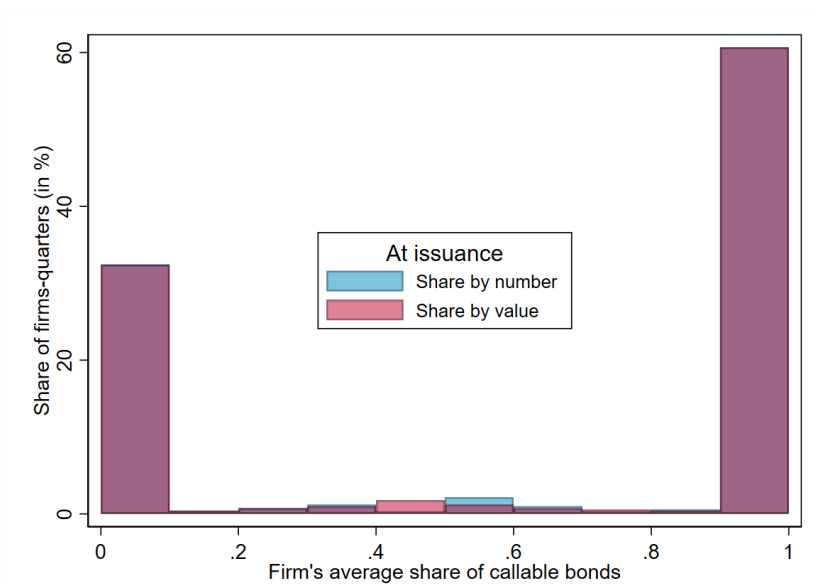 Share of firms-quarters (in %)
60
40
20
0
At issuance
Share by number
Share by value
0 .2 .4 .6 .8 1
Firm's average share of callable bonds